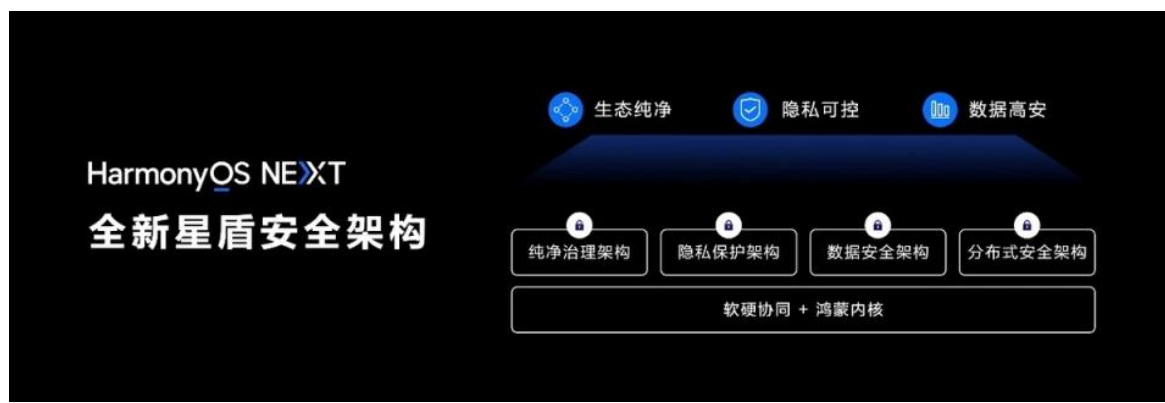 生态纯净
隐私可控
数据高安
HarmonyOS NEXT
全新星盾安全架构
纯净治理架构
隐私保护架构
数据安全架构
分布式安全架构
软硬协同 + 鸿蒙内核